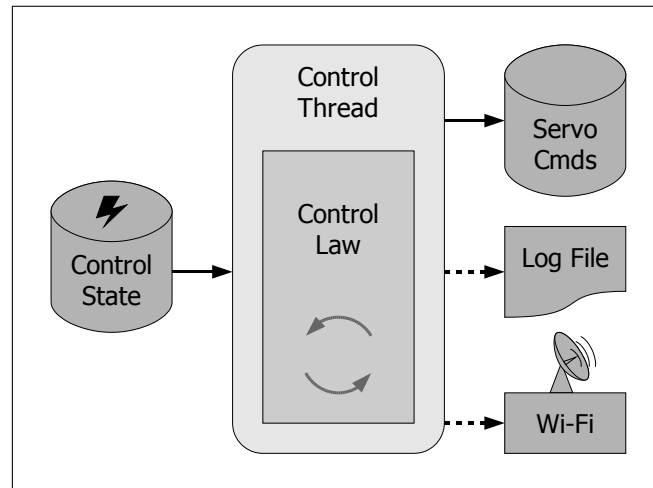 Control
Thread
Servo
Cmds
Control
Law
Control
State
Log File
Wi-Fi